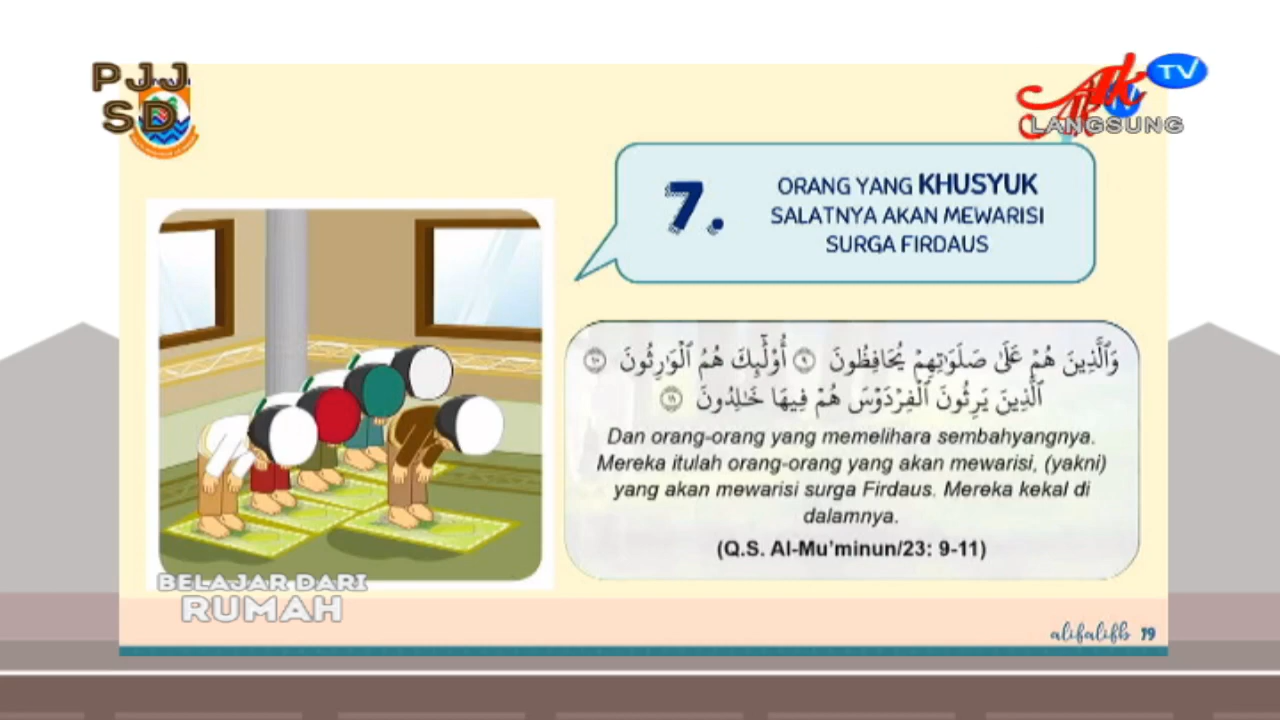 PJJ
SD
TV
LANGSUNG
7.
ORANG YANG KHUSYUK
SALATNYA AKAN MEWARISI
SURGA FIRDAUS
وَٱلَّذِينَ هُمْ عَلَىٰ صَلَوَٰتِهِمْ يُحَافِظُونَ ۝٩ أُو۟لَٰٓئِكَ هُمُ ٱلْوَٰرِثُونَ ۝١٠
ٱلَّذِينَ يَرِثُونَ ٱلْفِرْدَوْسَ هُمْ فِيهَا خَٰلِدُونَ ۝١١
Dan orang-orang yang memelihara sembahyangnya.
Mereka itulah orang-orang yang akan mewarisi, (yakni)
yang akan mewarisi surga Firdaus. Mereka kekal di
dalamnya.
(Q.S. Al-Mu’minun/23: 9-11)
BELAJAR DARI
RUMAH
alifalifb 19